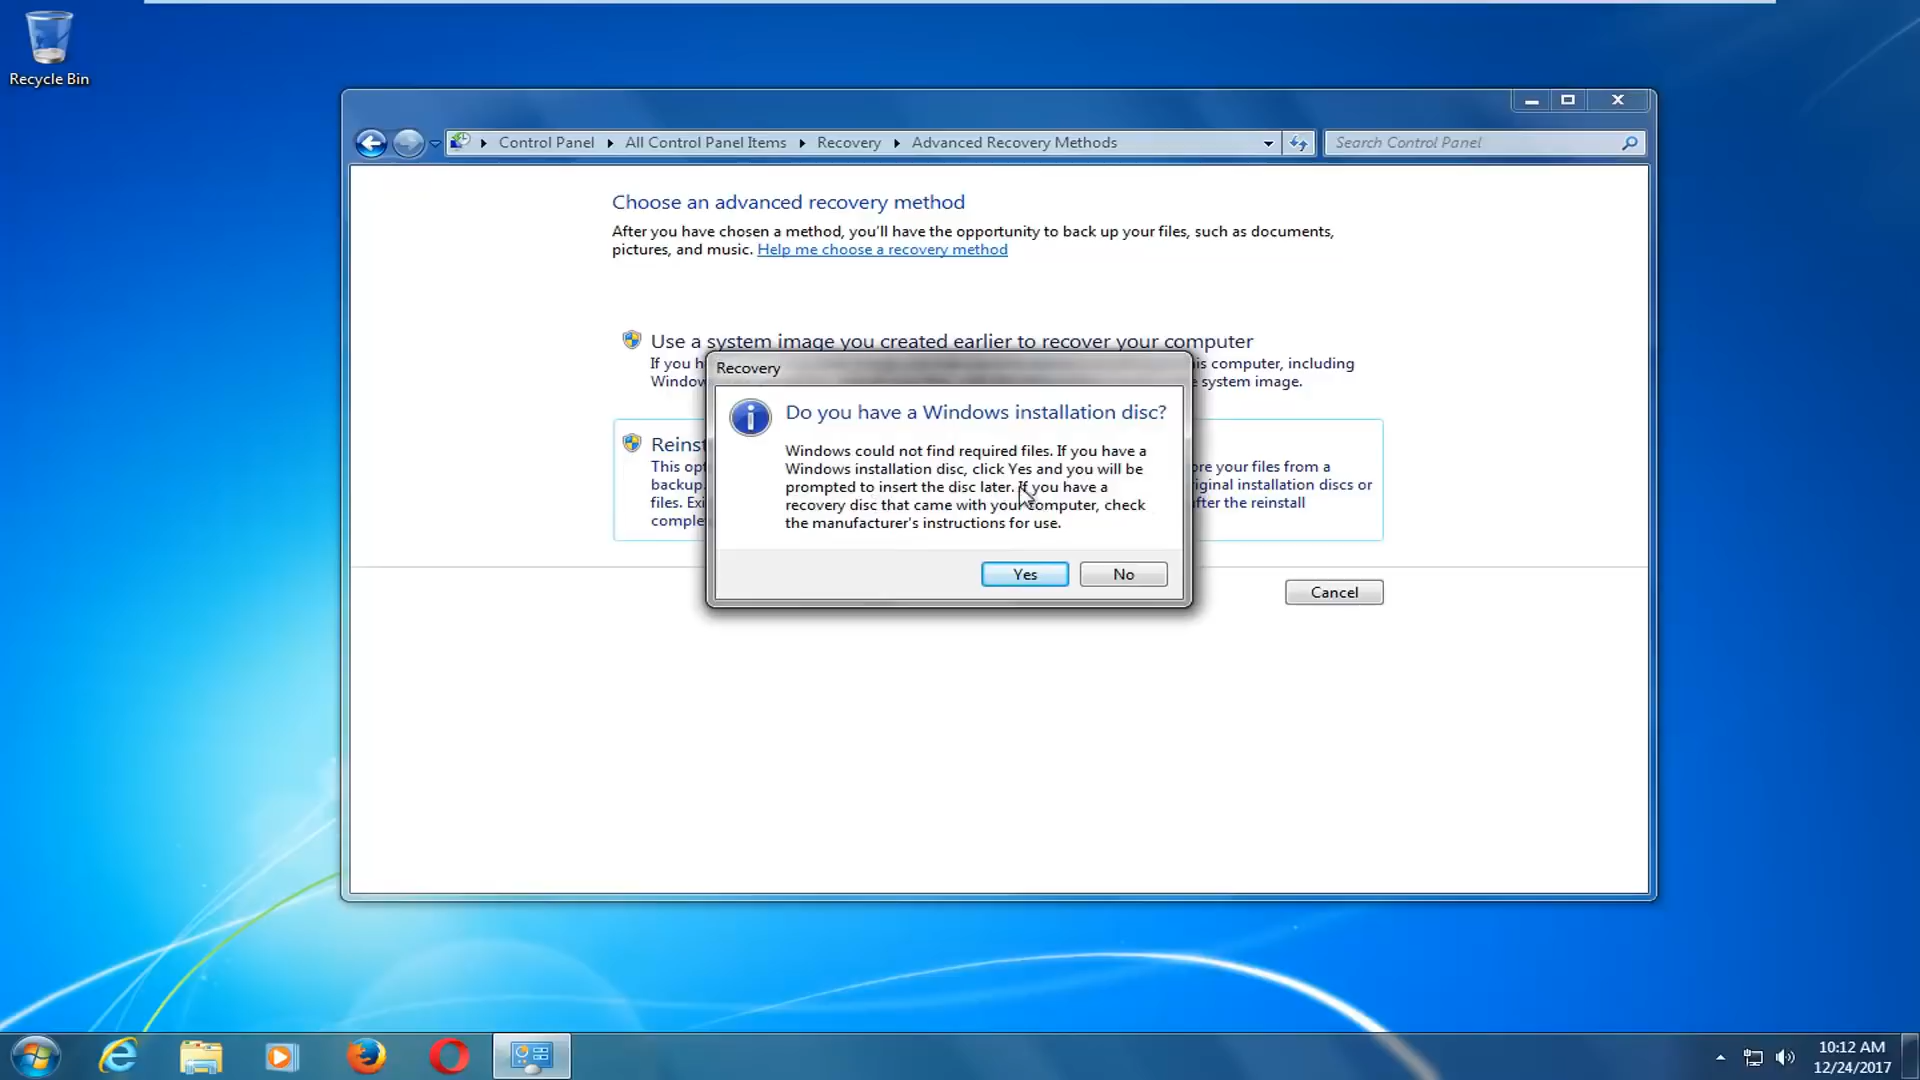 Recycle Bin
Control Panel
All Control Panel Items
Recovery
Advanced Recovery Methods
Search Control Panel
Choose an advanced recovery method
After you have chosen a method, you'll have the opportunity to back up your files, such as documents,
pictures, and music. Help me choose a recovery method
Use a system image you created earlier to recover your computer
If you h
is computer, including
Window
system image.
Recovery
Do you have a Windows installation disc?
Windows could not find required files. If you have a
Windows installation disc, click Yes and you will be
prompted to insert the disc later. If you have a
recovery disc that came with your computer, check
the manufacturer's instructions for use.
Yes
No
Reinst
This opt
ore your files from a
backup.
iginal installation discs or
files. Exi
after the reinstall
comple
Cancel
10:12 AM
12/24/2017